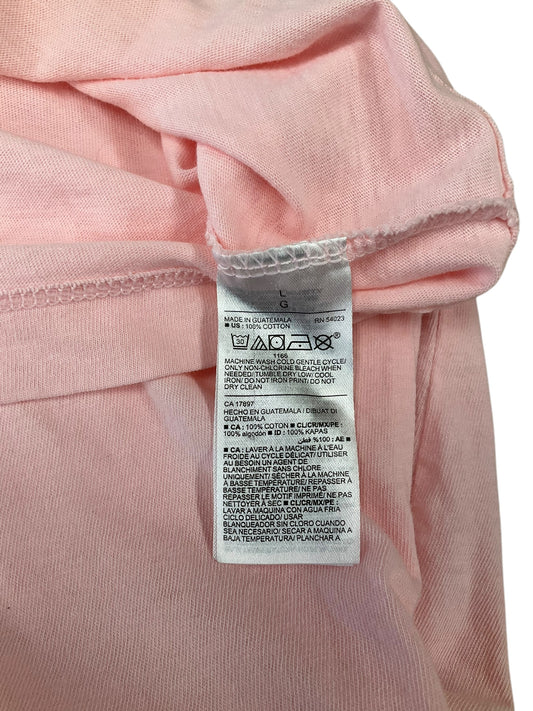 L
G
MADE IN GUATEMALA RN 54023
■ US : 100% COTTON
30
1166
MACHINE WASH COLD GENTLE CYCLE/
ONLY NON-CHLORINE BLEACH WHEN
NEEDED/TUMBLE DRY LOW/ COOL
IRON/ DO NOT IRON PRINT/ DO NOT
DRY CLEAN
CA 17897
HECHO EN GUATEMALA / DIBUAT DI
GUATEMALA
■ CA : 100% COTON ■ CL/CR/MX/PE :
100% algodón ■ ID : 100% KAPAS
■ AE : 100% قطن
■ CA : LAVER À LA MACHINE À L'EAU
FROIDE AU CYCLE DÉLICAT/ UTILISER
AU BESOIN UN AGENT DE
BLANCHIMENT SANS CHLORE
UNIQUEMENT/ SÉCHER À LA MACHINE
À BASSE TEMPÉRATURE/ REPASSER À
BASSE TEMPÉRATURE/ NE PAS
REPASSER LE MOTIF IMPRIMÉ/ NE PAS
NETTOYER À SEC ■ CL/CR/MX/PE :
LAVAR A MAQUINA CON AGUA FRIA
CICLO DELICADO/ USAR
BLANQUEADOR SIN CLORO CUANDO
SEA NECESARIO/ SECAR A MAQUINA A
BAJA TEMPERATURA/ PLANCHAR A